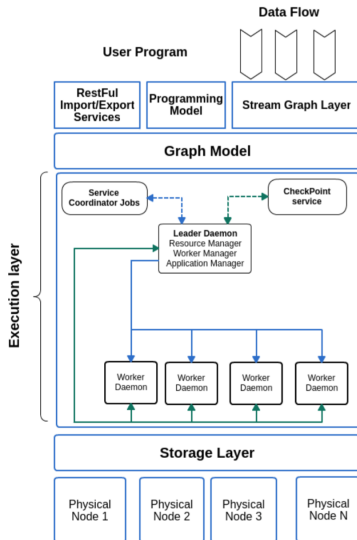 Data Flow
User Program
RestFul
Import/Export
Services
Programming
Model
Stream Graph Layer
Graph Model
Execution layer
Service
Coordinator Jobs
CheckPoint
service
Leader Daemon
Resource Manager
Worker Manager
Application Manager
Worker
Daemon
Worker
Daemon
Worker
Daemon
Worker
Daemon
Storage Layer
Physical
Node 1
Physical
Node 2
Physical
Node 3
Physical
Node N